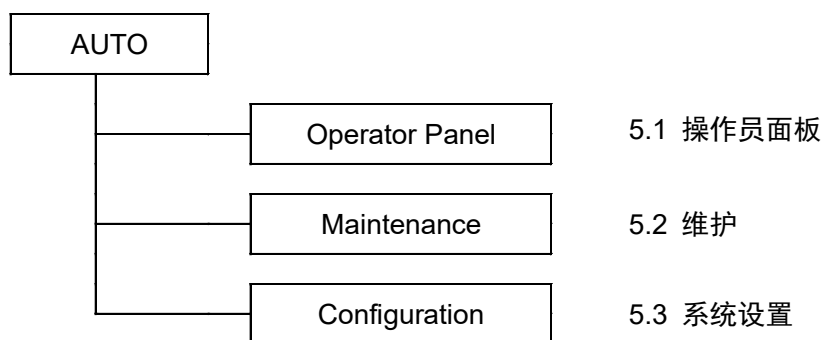 AUTO
Operator Panel 5.1 操作员面板
Maintenance 5.2 维护
Configuration 5.3 系统设置